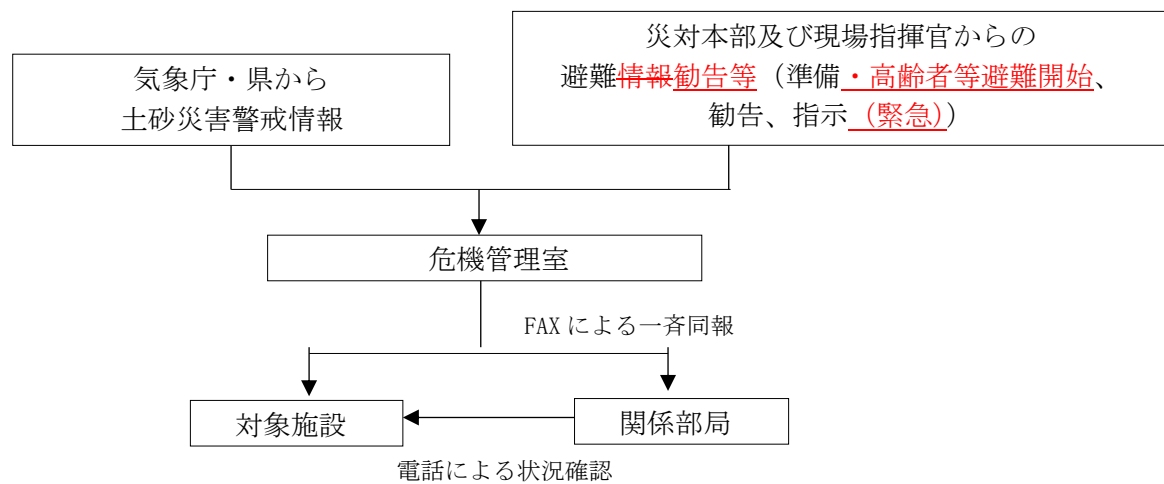 気象庁・県から
土砂災害警戒情報
災対本部及び現場指揮官からの
避難情報勧告等（準備・高齢者等避難開始、
勧告、指示（緊急））
危機管理室
FAXによる一斉同報
対象施設
関係部局
電話による状況確認